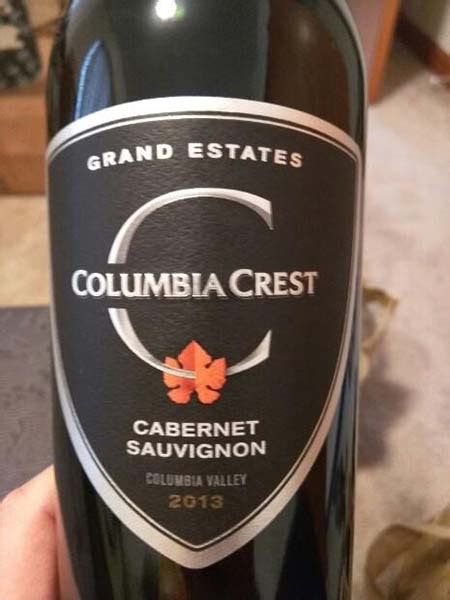 GRAND ESTATES
COLUMBIA CREST
CABERNET
SAUVIGNON
COLUMBIA VALLEY
2013